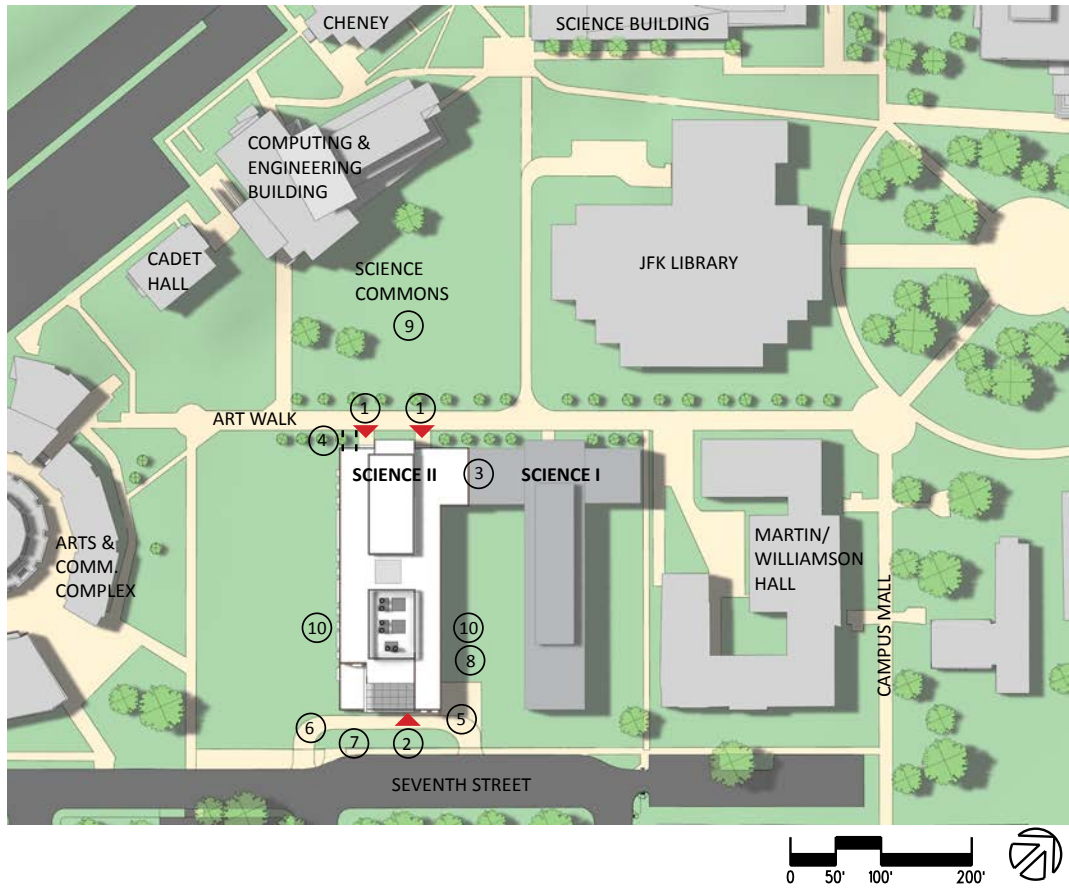 CHENEY
SCIENCE BUILDING
COMPUTING &
ENGINEERING
BUILDING
JFK LIBRARY
CADET
HALL
SCIENCE
COMMONS
9
1
1
ART WALK
4
SCIENCE II
3
SCIENCE I
ARTS &
COMM.
COMPLEX
MARTIN/
WILLIAMSON
HALL
CAMPUS MALL
10
10
8
5
6
7
2
SEVENTH STREET
0 50' 100' 200'